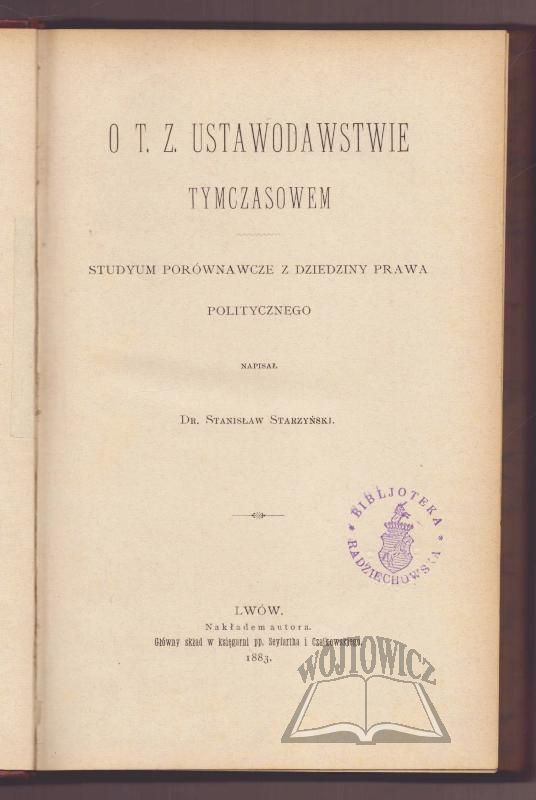 O T. Z. USTAWODAWSTWIE
TYMCZASOWEM
STUDYUM PORÓWNAWCZE Z DZIEDZINY PRAWA
POLITYCZNEGO
NAPISAŁ
DR. STANISŁAW STARZYŃSKI.
* BIBLJOTEKA *
RADZIECHOWSKA
LWÓW.
Nakładem autora.
Główny skład w księgarni pp. Seyfartha i Czajkowskiego.
1883.
WÓJTOWICZ